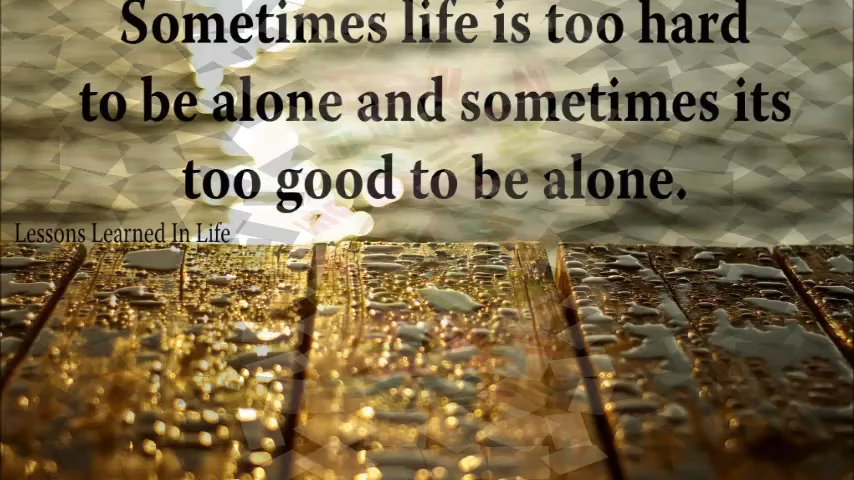 Sometimes life is too hard
to be alone and sometimes its
too good to be alone.
Lessons Learned In Life